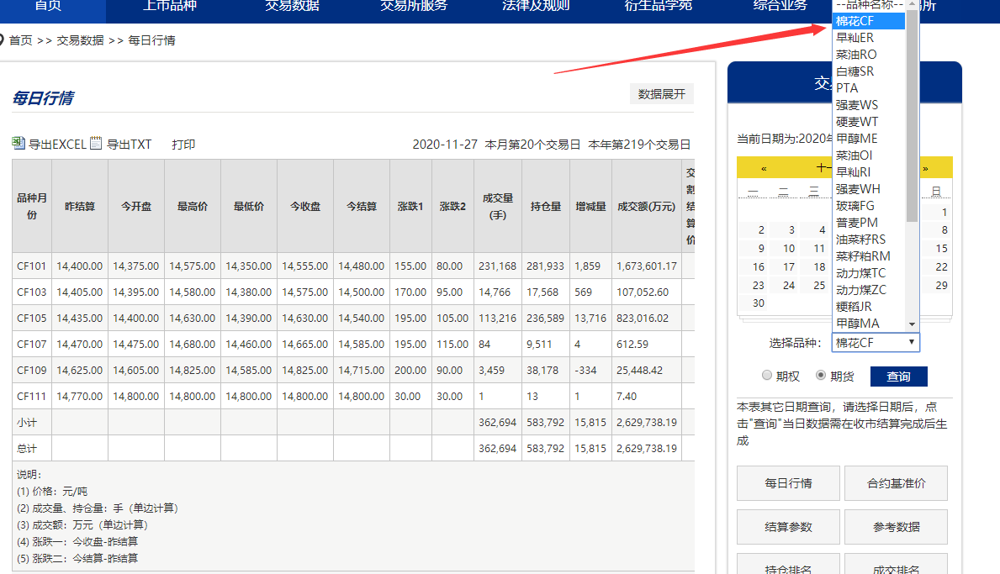 首页 上市品种 交易数据 交易所服务 法律及规则 衍生品学苑 综合业务
首页 >> 交易数据 >> 每日行情
每日行情
数据展开
导出EXCEL 导出TXT 打印 2020-11-27 本月第20个交易日 本年第219个交易日
品种月份 昨结算 今开盘 最高价 最低价 今收盘 今结算 涨跌1 涨跌2 成交量(手) 持仓量 增减量 成交额(万元) 交割结算价
CF101 14,400.00 14,375.00 14,575.00 14,350.00 14,555.00 14,480.00 155.00 80.00 231,168 281,933 1,859 1,673,601.17
CF103 14,405.00 14,395.00 14,580.00 14,380.00 14,575.00 14,500.00 170.00 95.00 14,766 17,568 569 107,052.60
CF105 14,435.00 14,400.00 14,630.00 14,390.00 14,630.00 14,540.00 195.00 105.00 113,216 236,589 13,716 823,016.02
CF107 14,470.00 14,475.00 14,680.00 14,460.00 14,665.00 14,585.00 195.00 115.00 84 9,511 4 612.59
CF109 14,625.00 14,605.00 14,825.00 14,585.00 14,825.00 14,715.00 200.00 90.00 3,459 38,178 -334 25,448.42
CF111 14,770.00 14,800.00 14,800.00 14,800.00 14,800.00 14,800.00 30.00 30.00 1 13 1 7.40
小计 362,694 583,792 15,815 2,629,738.19
总计 362,694 583,792 15,815 2,629,738.19
说明：
(1) 价格：元/吨
(2) 成交量、持仓量：手（单边计算）
(3) 成交额：万元（单边计算）
(4) 涨跌一：今收盘-昨结算
(5) 涨跌二：今结算-昨结算
--品种名称--
棉花CF
早籼ER
菜油RO
白糖SR
PTA
强麦WS
硬麦WT
甲醇ME
菜油OI
早籼RI
强麦WH
玻璃FG
普麦PM
油菜籽RS
菜籽粕RM
动力煤TC
动力煤ZC
粳稻JR
甲醇MA
所
交
当前日期为:2020
« 十一 »
一 二 三 日
1
2 3 4 8
9 10 11 15
16 17 18 22
23 24 25 29
30
选择品种： 棉花CF
期权 期货 查询
本表其它日期查询，请选择日期后，点
击"查询"当日数据需在收市结算完成后生
成
每日行情 合约基准价
结算参数 参考数据
持仓排名 成交排名